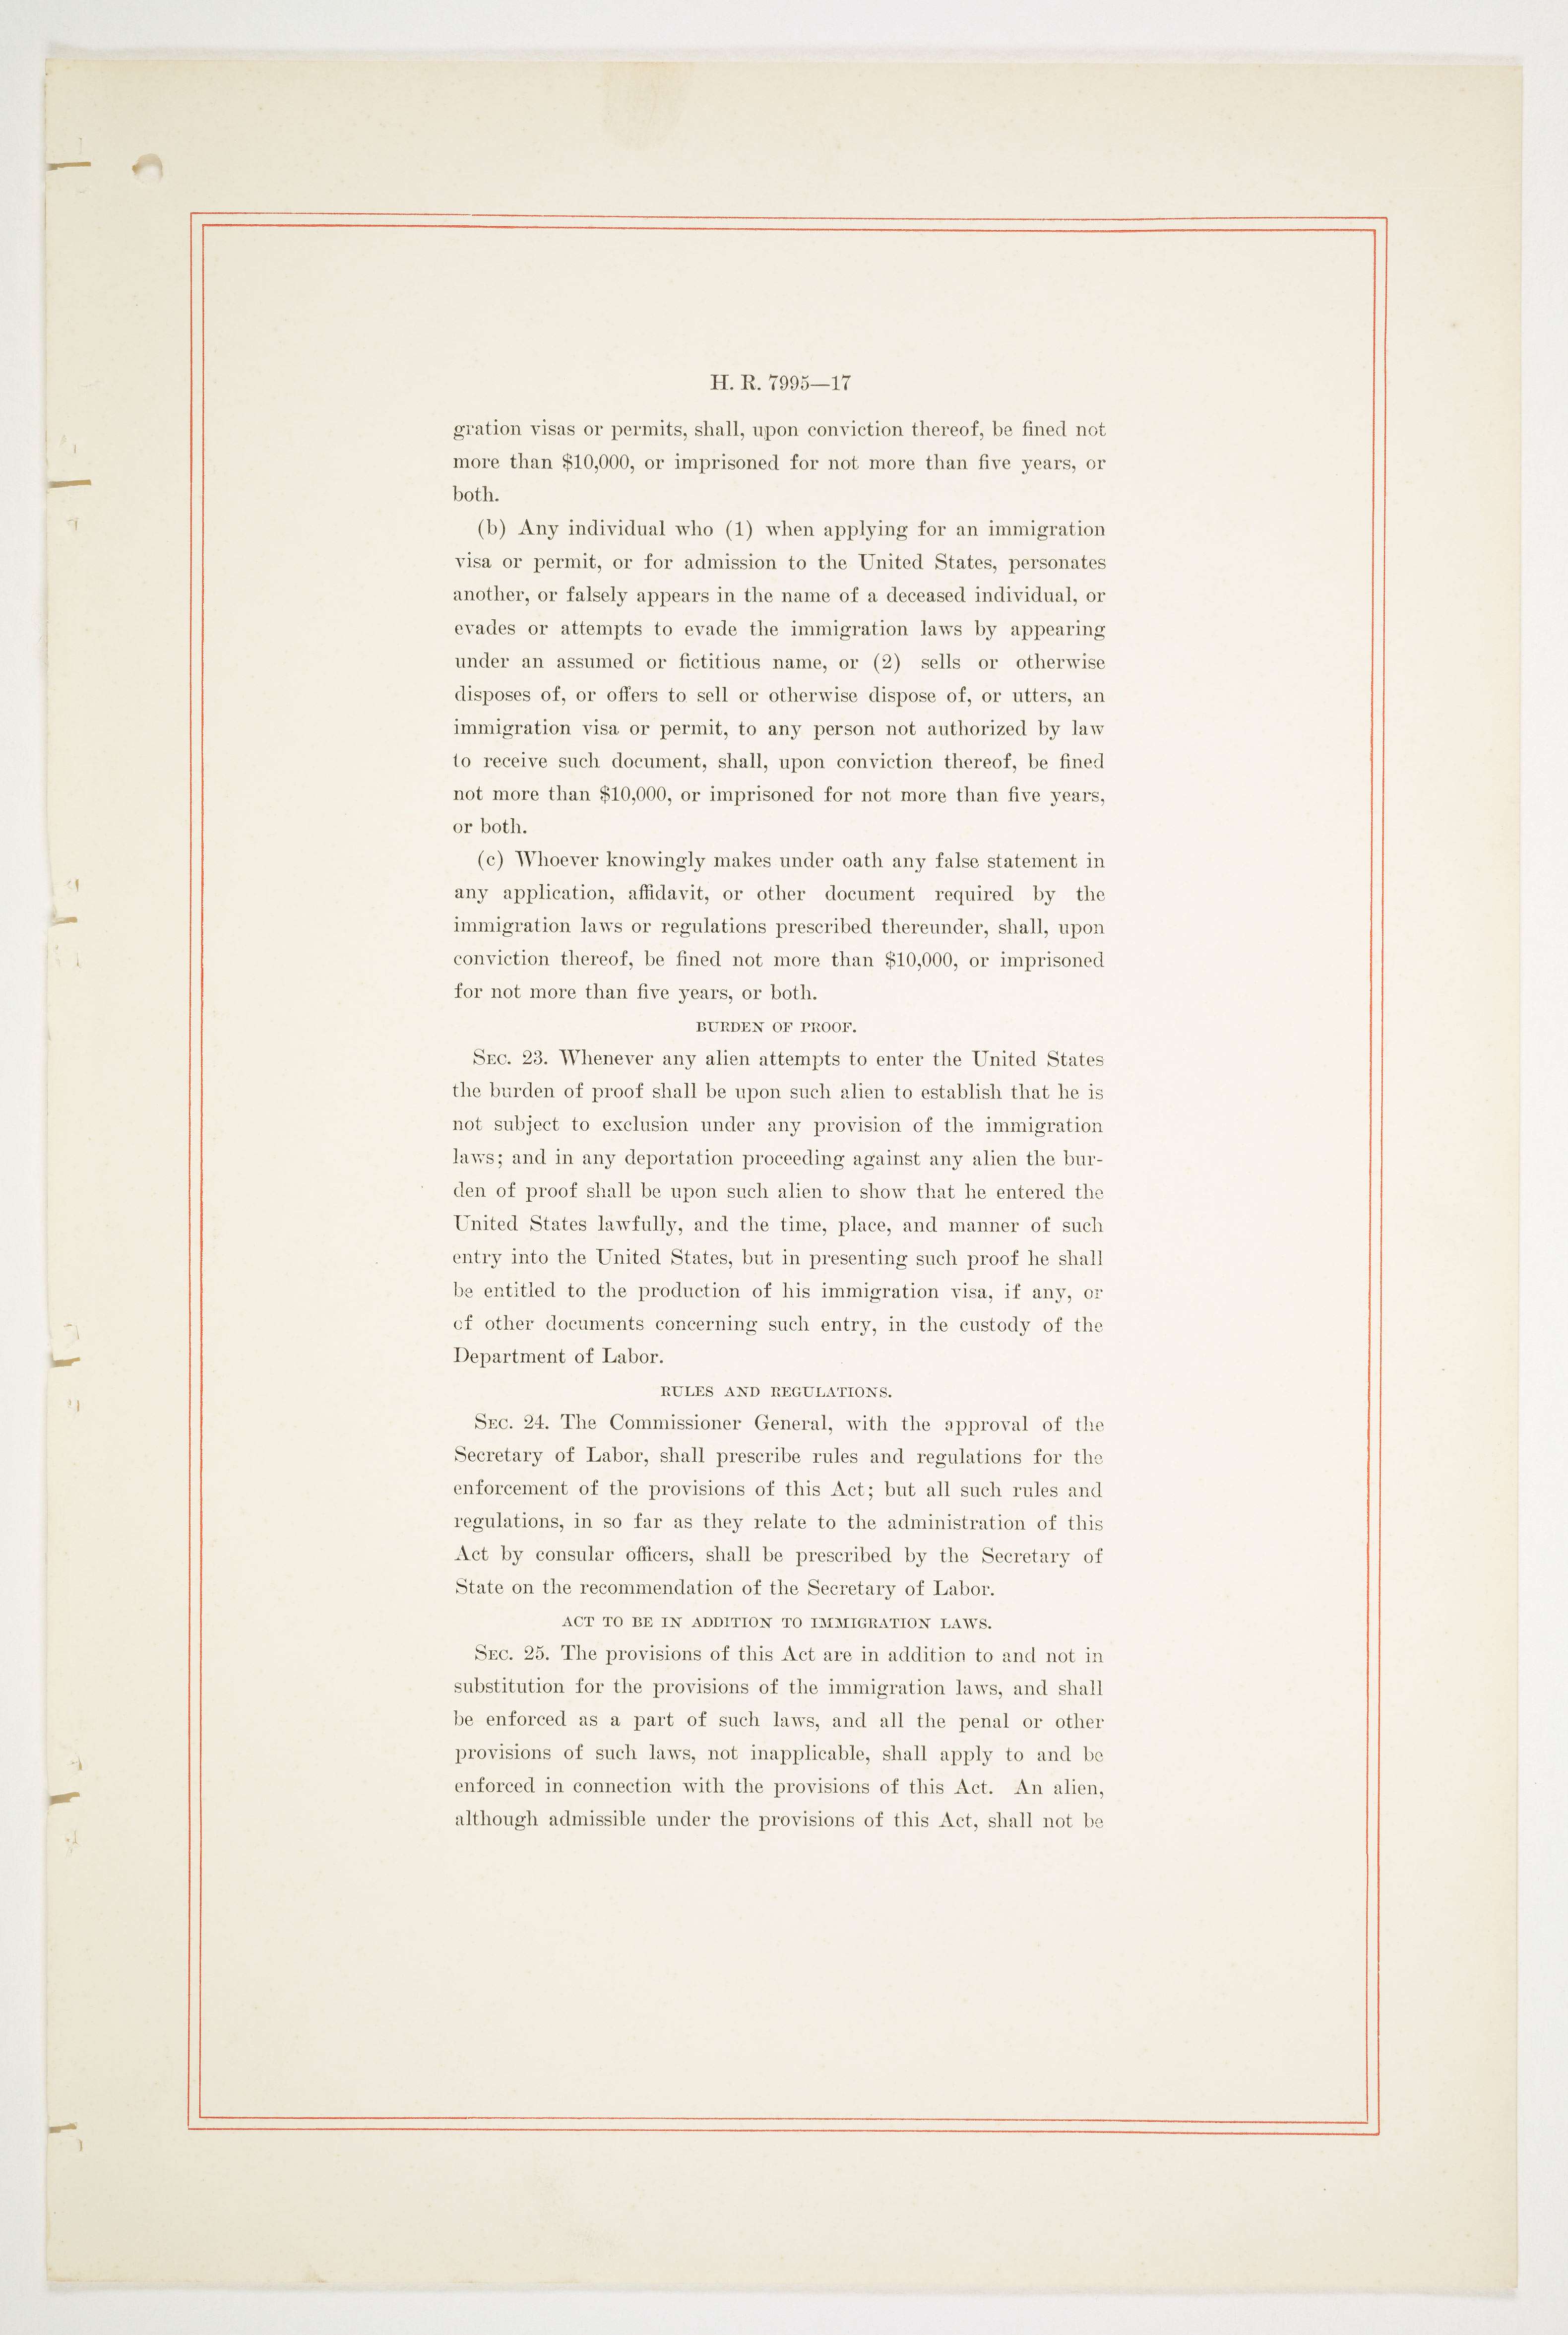 H. R. 7995—17
gration visas or permits, shall, upon conviction thereof, be fined not
more than $10,000, or imprisoned for not more than five years, or
both.
(b) Any individual who (1) when applying for an immigration
visa or permit, or for admission to the United States, personates
another, or falsely appears in the name of a deceased individual, or
evades or attempts to evade the immigration laws by appearing
under an assumed or fictitious name, or (2) sells or otherwise
disposes of, or offers to sell or otherwise dispose of, or utters, an
immigration visa or permit, to any person not authorized by law
to receive such document, shall, upon conviction thereof, be fined
not more than $10,000, or imprisoned for not more than five years,
or both.
(c) Whoever knowingly makes under oath any false statement in
any application, affidavit, or other document required by the
immigration laws or regulations prescribed thereunder, shall, upon
conviction thereof, be fined not more than $10,000, or imprisoned
for not more than five years, or both.
BURDEN OF PROOF.
SEC. 23. Whenever any alien attempts to enter the United States
the burden of proof shall be upon such alien to establish that he is
not subject to exclusion under any provision of the immigration
laws; and in any deportation proceeding against any alien the bur-
den of proof shall be upon such alien to show that he entered the
United States lawfully, and the time, place, and manner of such
entry into the United States, but in presenting such proof he shall
be entitled to the production of his immigration visa, if any, or
of other documents concerning such entry, in the custody of the
Department of Labor.
RULES AND REGULATIONS.
SEC. 24. The Commissioner General, with the approval of the
Secretary of Labor, shall prescribe rules and regulations for the
enforcement of the provisions of this Act; but all such rules and
regulations, in so far as they relate to the administration of this
Act by consular officers, shall be prescribed by the Secretary of
State on the recommendation of the Secretary of Labor.
ACT TO BE IN ADDITION TO IMMIGRATION LAWS.
SEC. 25. The provisions of this Act are in addition to and not in
substitution for the provisions of the immigration laws, and shall
be enforced as a part of such laws, and all the penal or other
provisions of such laws, not inapplicable, shall apply to and be
enforced in connection with the provisions of this Act. An alien,
although admissible under the provisions of this Act, shall not be